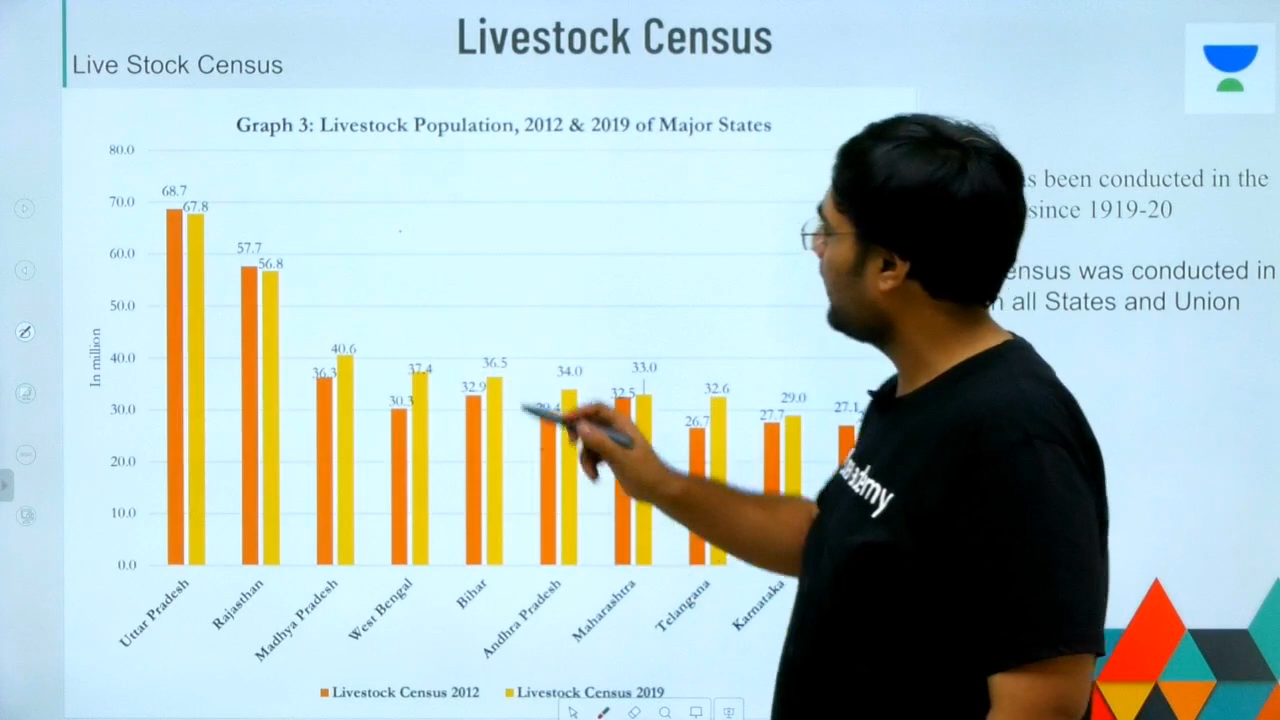 Livestock Census
Live Stock Census
Graph 3: Livestock Population, 2012 & 2019 of Major States
been conducted in the
since 1919-20
was conducted in
all States and Union
In million
80.0
70.0
60.0
50.0
40.0
30.0
20.0
10.0
0.0
68.7
67.8
57.7
56.8
36.3
40.6
30.3
37.4
32.9
36.5
34.0
32.5
33.0
26.7
32.6
27.7
29.0
27.1
Uttar Pradesh
Rajasthan
Madhya Pradesh
West Bengal
Bihar
Andhra Pradesh
Maharashtra
Telangana
Karnataka
Livestock Census 2012
Livestock Census 2019